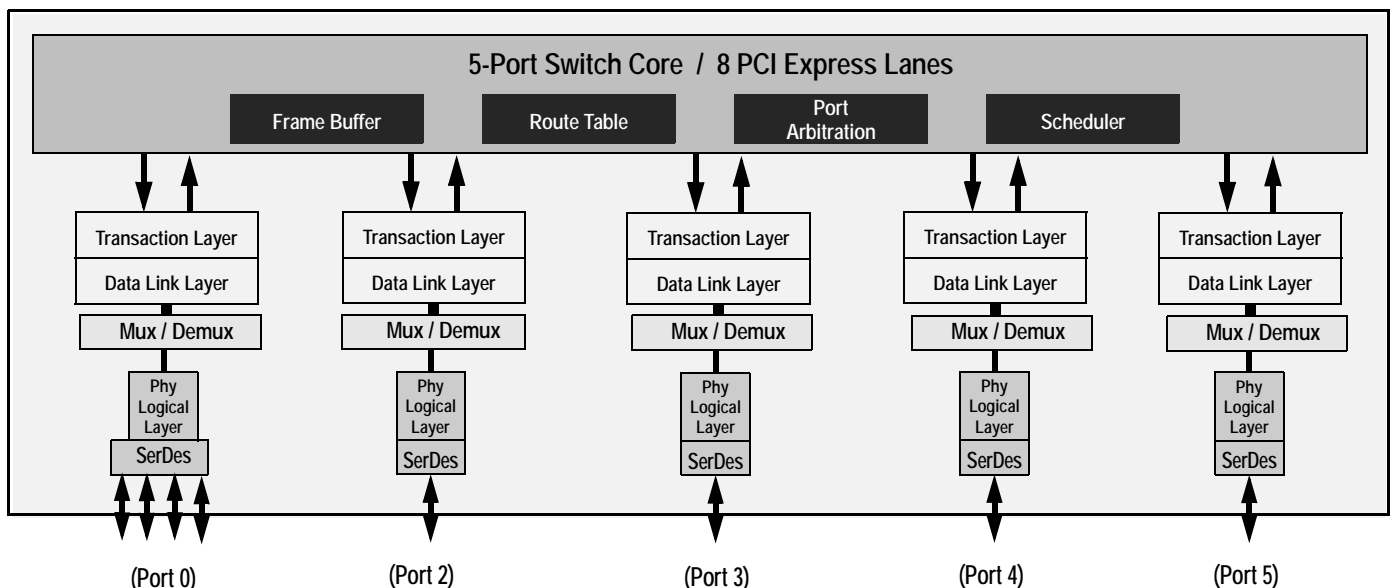 5-Port Switch Core / 8 PCI Express Lanes
Frame Buffer
Route Table
Port
Arbitration
Scheduler
Transaction Layer
Transaction Layer
Transaction Layer
Transaction Layer
Transaction Layer
Data Link Layer
Data Link Layer
Data Link Layer
Data Link Layer
Data Link Layer
Mux / Demux
Mux / Demux
Mux / Demux
Mux / Demux
Mux / Demux
Phy
Logical
Layer
Phy
Logical
Layer
Phy
Logical
Layer
Phy
Logical
Layer
Phy
Logical
Layer
SerDes
SerDes
SerDes
SerDes
SerDes
(Port 0)
(Port 2)
(Port 3)
(Port 4)
(Port 5)